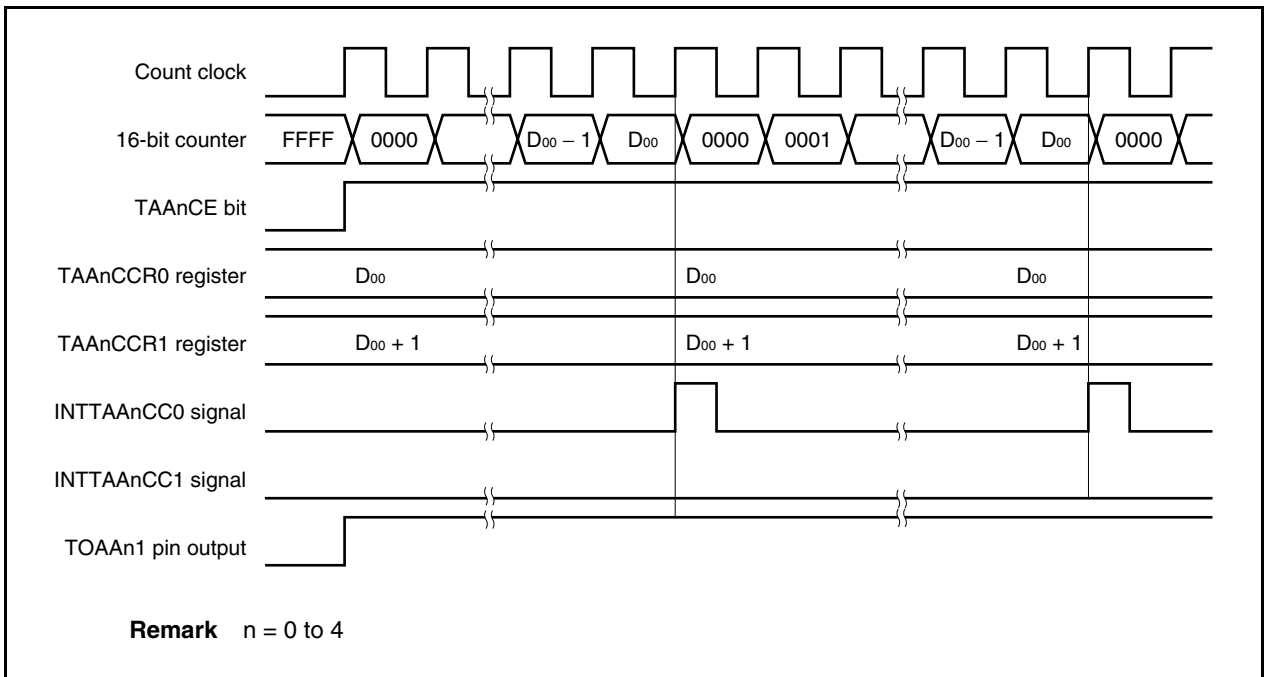 Count clock
16-bit counter FFFF 0000 D00 − 1 D00 0000 0001 D00 − 1 D00 0000
TAAnCE bit
TAAnCCR0 register D00 D00 D00
TAAnCCR1 register D00 + 1 D00 + 1 D00 + 1
INTTAAnCC0 signal
INTTAAnCC1 signal
TOAAn1 pin output
Remark n = 0 to 4